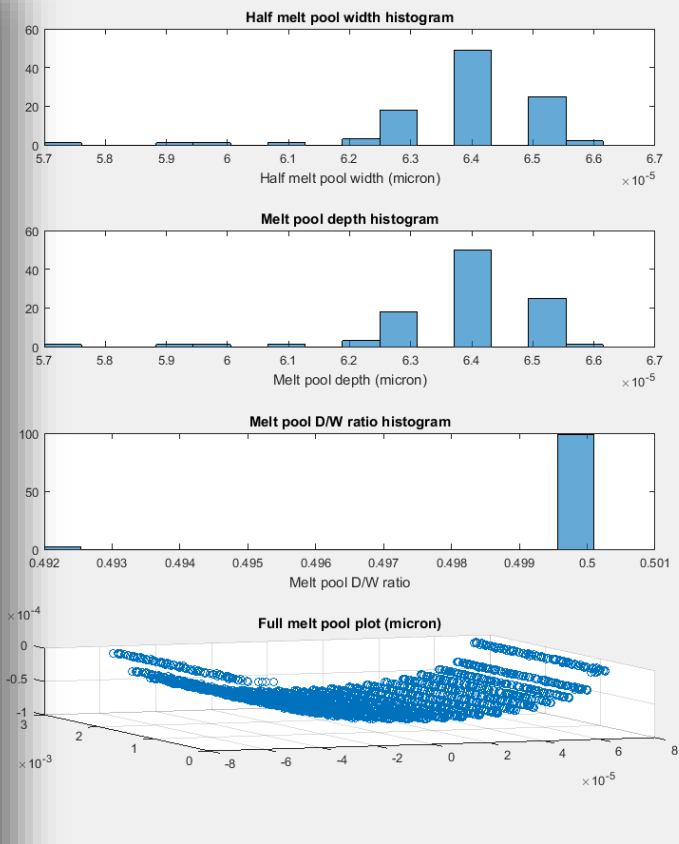 Half melt pool width histogram
60
40
20
0
5.7 5.8 5.9 6 6.1 6.2 6.3 6.4 6.5 6.6 6.7
Half melt pool width (micron)
×10-5
Melt pool depth histogram
60
40
20
0
5.7 5.8 5.9 6 6.1 6.2 6.3 6.4 6.5 6.6 6.7
Melt pool depth (micron)
×10-5
Melt pool D/W ratio histogram
100
50
0
0.492 0.493 0.494 0.495 0.496 0.497 0.498 0.499 0.5 0.501
Melt pool D/W ratio
×10-4
Full melt pool plot (micron)
0
-0.5
-1
3
2
1
0
×10-3
-8 -6 -4 -2 0 2 4 6 8
×10-5